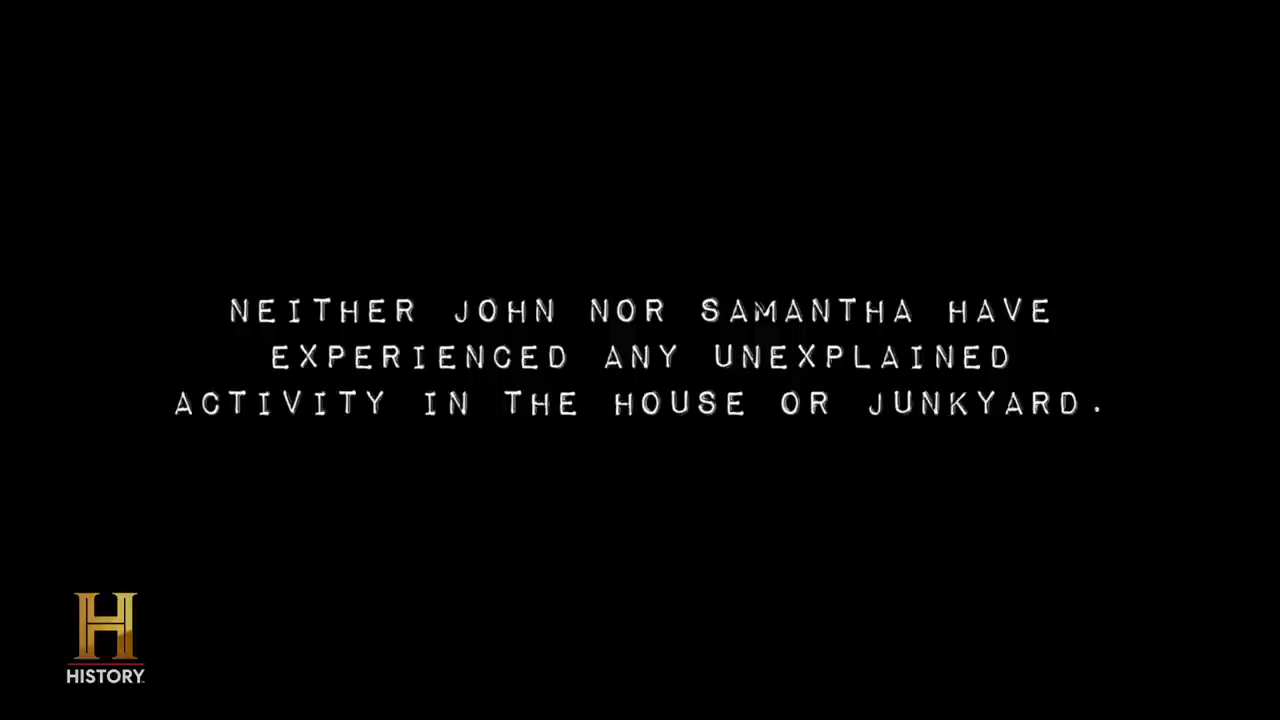 NEITHER JOHN NOR SAMANTHA HAVE
EXPERIENCED ANY UNEXPLAINED
ACTIVITY IN THE HOUSE OR JUNKYARD.
H
HISTORY